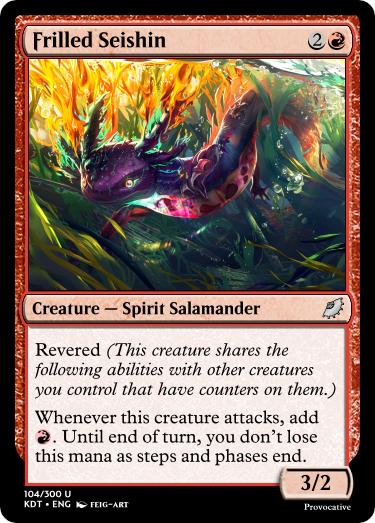 Frilled Seishin 2
Creature — Spirit Salamander
Revered (This creature shares the
following abilities with other creatures
you control that have counters on them.)
Whenever this creature attacks, add
. Until end of turn, you don't lose
this mana as steps and phases end.
3/2
104/300 U
KDT • ENG FEIG-ART
Provocative